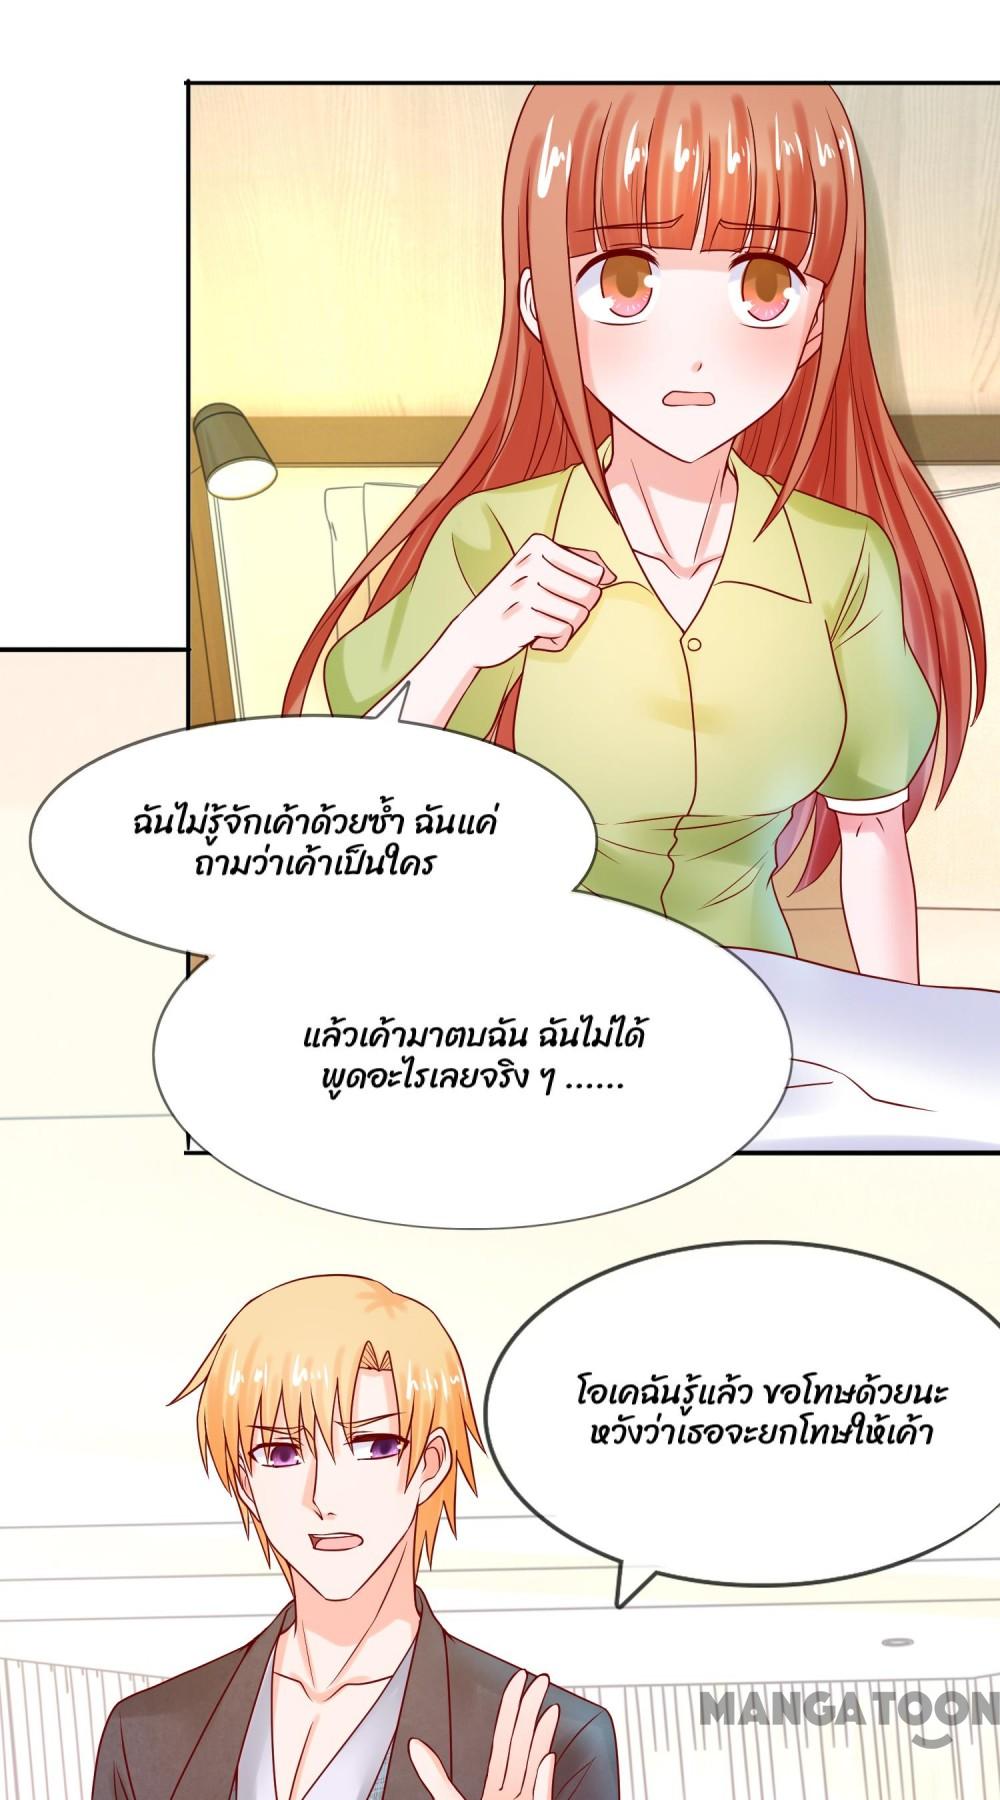 ฉันไม่รู้จักเค้าด้วยซ้ำ ฉันแค่
ถามว่าเค้าเป็นใคร
แล้วเค้ามาตบฉัน ฉันไม่ได้
พูดอะไรเลยจริง ๆ ......
โอเคฉันรู้แล้ว ขอโทษด้วยนะ
หวังว่าเธอจะยกโทษให้เค้า
MANGATOON